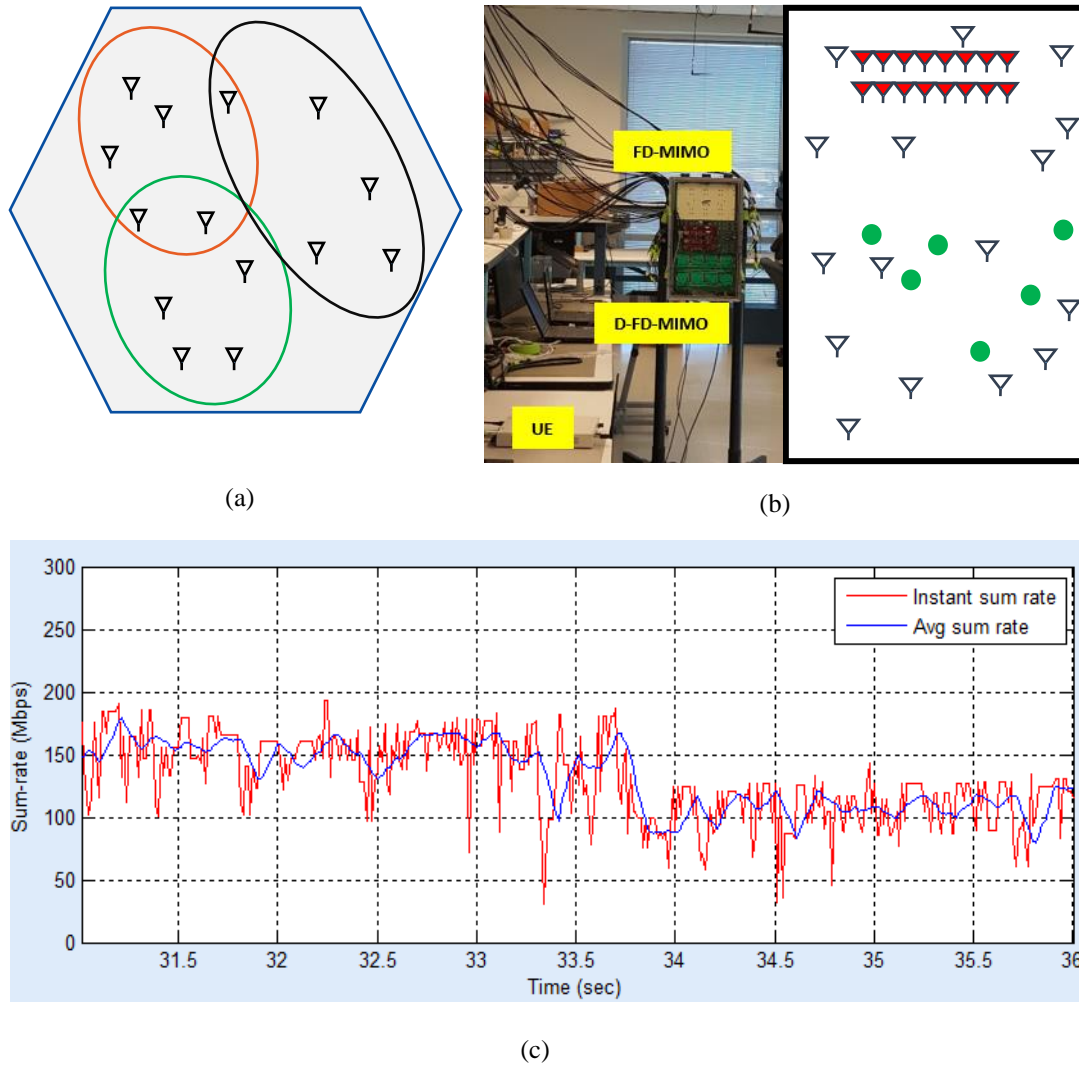 (a)
FD-MIMO
D-FD-MIMO
UE
(b)
300
250
200
150
100
50
0
Sum-rate (Mbps)
Instant sum rate
Avg sum rate
31.5
32
32.5
33
33.5
34
34.5
35
35.5
36
Time (sec)
(c)